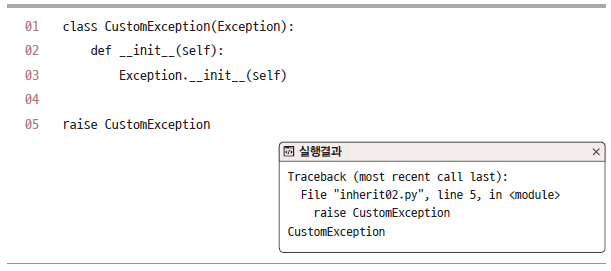 01 class CustomException(Exception):
02 def __init__(self):
03 Exception.__init__(self)
04
05 raise CustomException
실행결과 ×
Traceback (most recent call last):
File "inherit02.py", line 5, in <module>
raise CustomException
CustomException